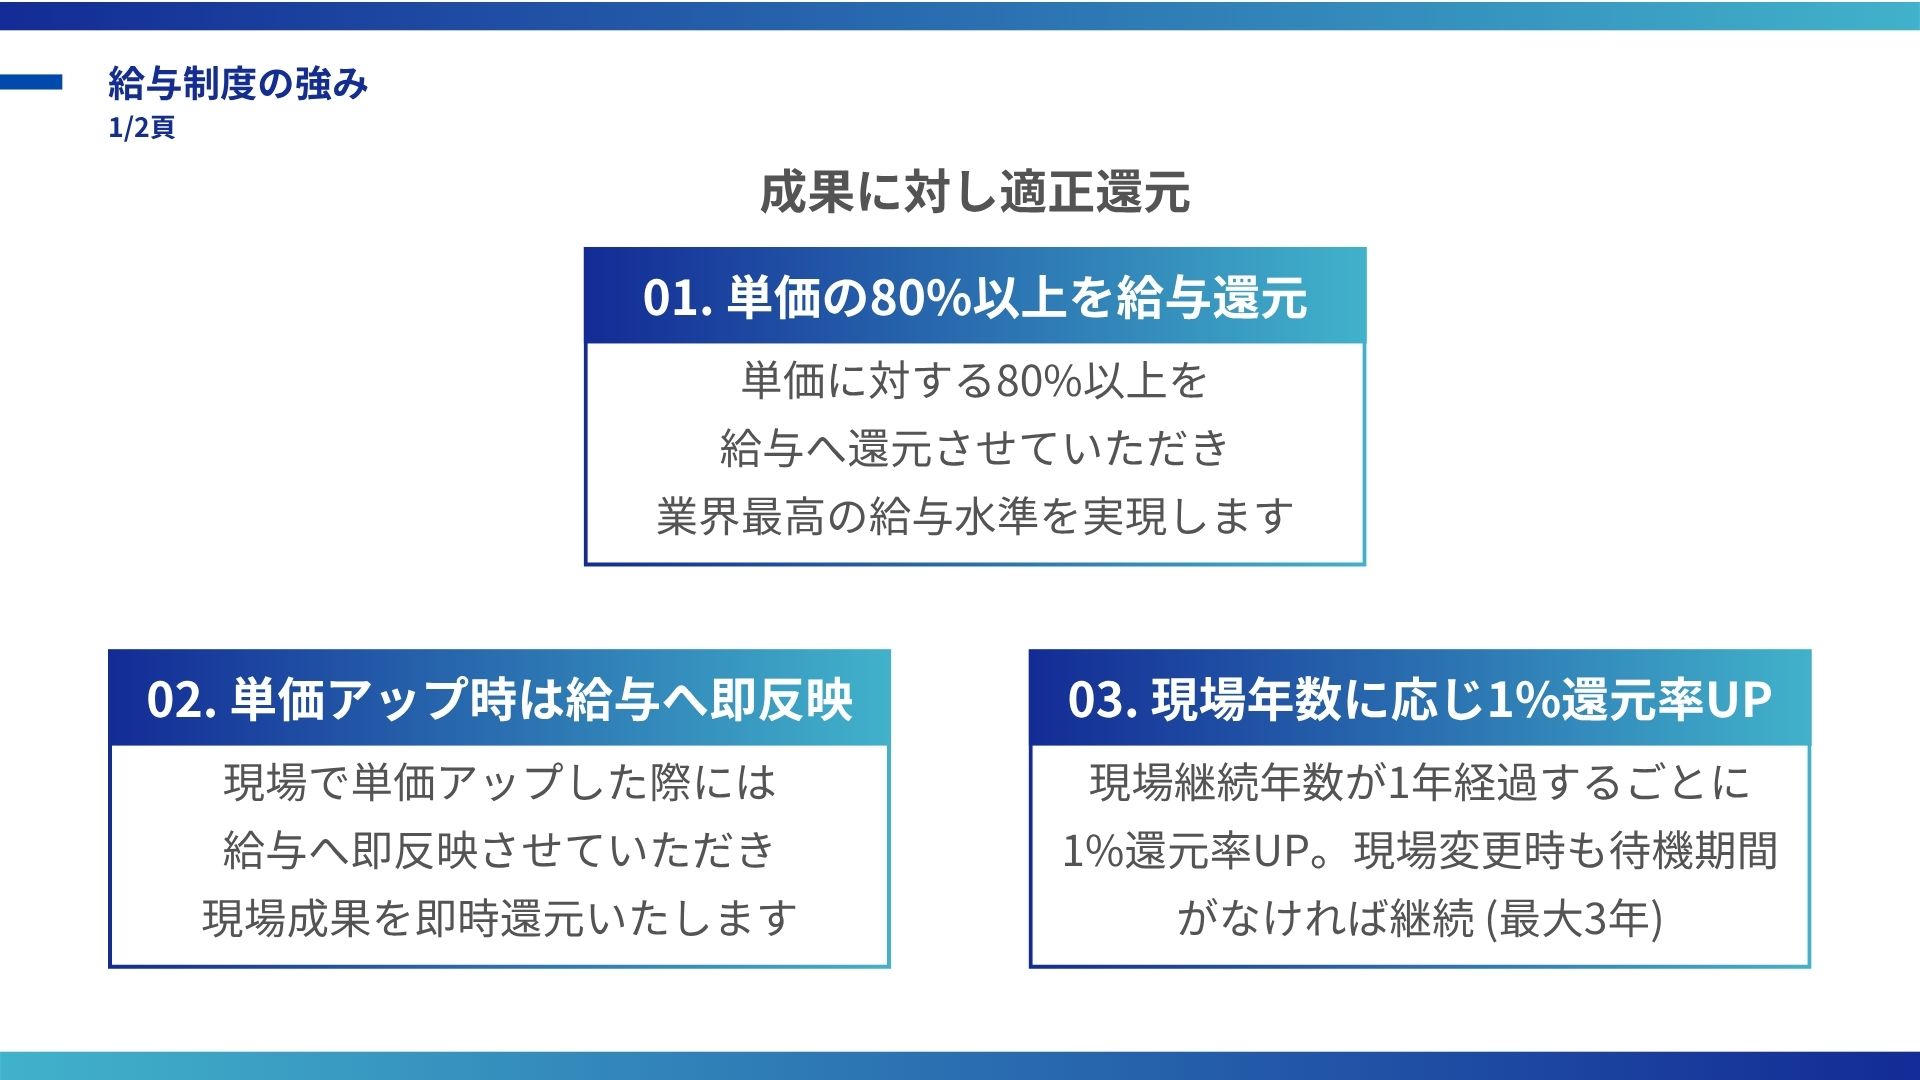 給与制度の強み
1/2頁
成果に対し適正還元
01. 単価の80%以上を給与還元
単価に対する80%以上を
給与へ還元させていただき
業界最高の給与水準を実現します
02. 単価アップ時は給与へ即反映
現場で単価アップした際には
給与へ即反映させていただき
現場成果を即時還元いたします
03. 現場年数に応じ1%還元率UP
現場継続年数が1年経過するごとに
1%還元率UP。現場変更時も待機期間
がなければ継続 (最大3年)